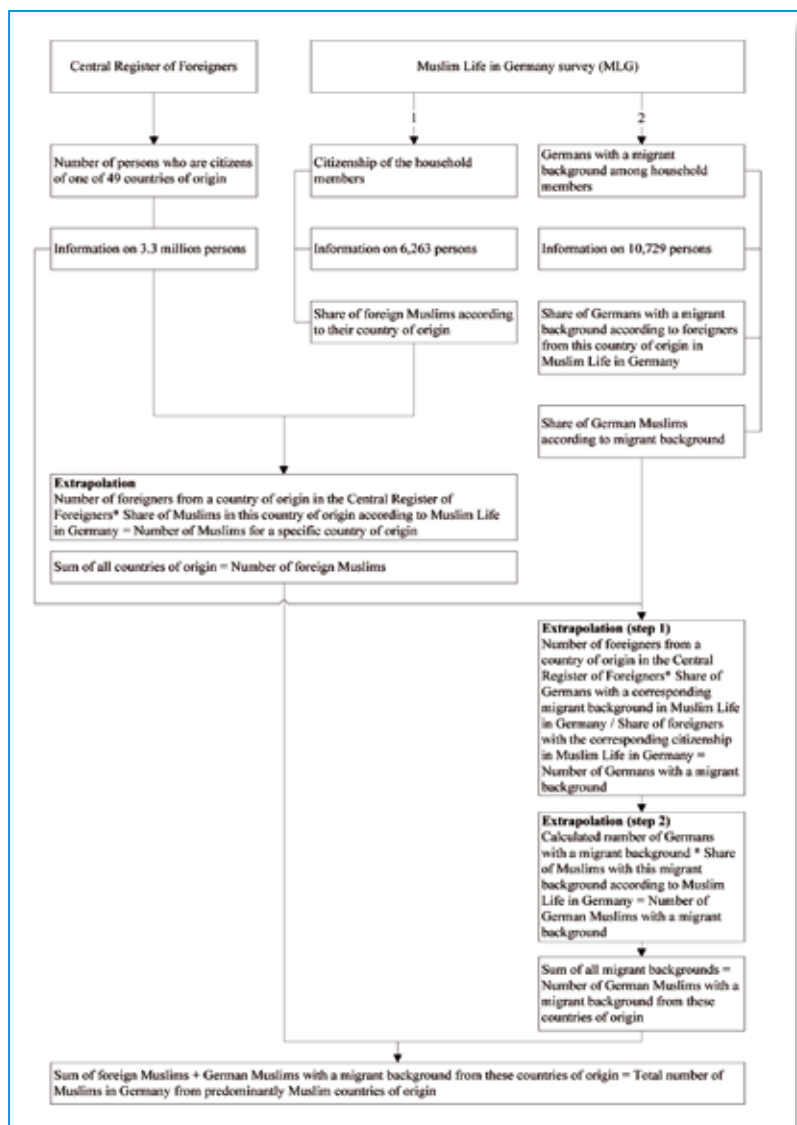 Central Register of Foreigners
Muslim Life in Germany survey (MLG)
1
2
Number of persons who are citizens
of one of 49 countries of origin
Citizenship of the household
members
Germans with a migrant
background among household
members
Information on 3.3 million persons
Information on 6,263 persons
Information on 10,729 persons
Share of foreign Muslims according
to their country of origin
Share of Germans with a migrant
background according to foreigners
from this country of origin in
Muslim Life in Germany
Share of German Muslims
according to migrant background
Extrapolation
Number of foreigners from a country of origin in the Central Register of
Foreigners* Share of Muslims in this country of origin according to Muslim Life
in Germany = Number of Muslims for a specific country of origin
Sum of all countries of origin = Number of foreign Muslims
Extrapolation (step 1)
Number of foreigners from a
country of origin in the Central
Register of Foreigners* Share of
Germans with a corresponding
migrant background in Muslim Life
in Germany / Share of foreigners
with the corresponding citizenship
in Muslim Life in Germany =
Number of Germans with a migrant
background
Extrapolation (step 2)
Calculated number of Germans
with a migrant background * Share
of Muslims with this migrant
background according to Muslim
Life in Germany = Number of
German Muslims with a migrant
background
Sum of all migrant backgrounds =
Number of German Muslims with a
migrant background from these
countries of origin
Sum of foreign Muslims + German Muslims with a migrant background from these countries of origin = Total number of
Muslims in Germany from predominantly Muslim countries of origin